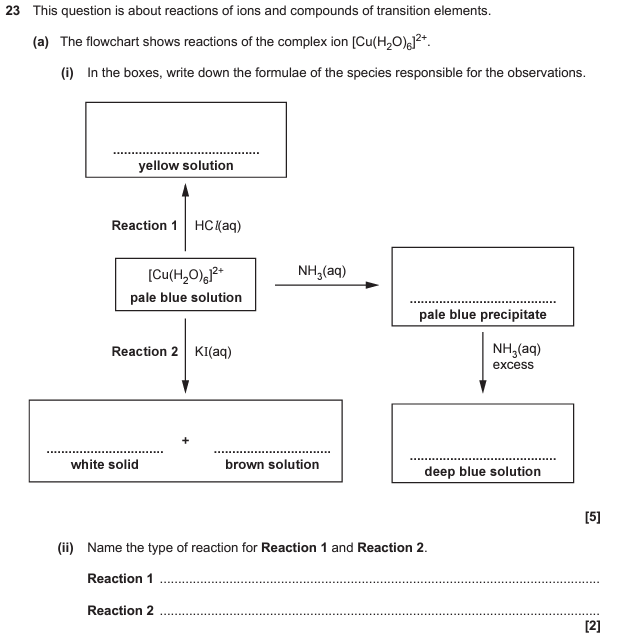 23 This question is about reactions of ions and compounds of transition elements.
(a) The flowchart shows reactions of the complex ion [Cu(H₂O)₆]²⁺.
(i) In the boxes, write down the formulae of the species responsible for the observations.
..........................................
yellow solution
Reaction 1 HCl(aq)
[Cu(H₂O)₆]²⁺
pale blue solution
NH₃(aq)
..........................................
pale blue precipitate
Reaction 2 KI(aq)
NH₃(aq)
excess
.................................. + ..................................
white solid brown solution
..........................................
deep blue solution
[5]
(ii) Name the type of reaction for Reaction 1 and Reaction 2.
Reaction 1 ....................................................................................................
Reaction 2 ....................................................................................................
[2]